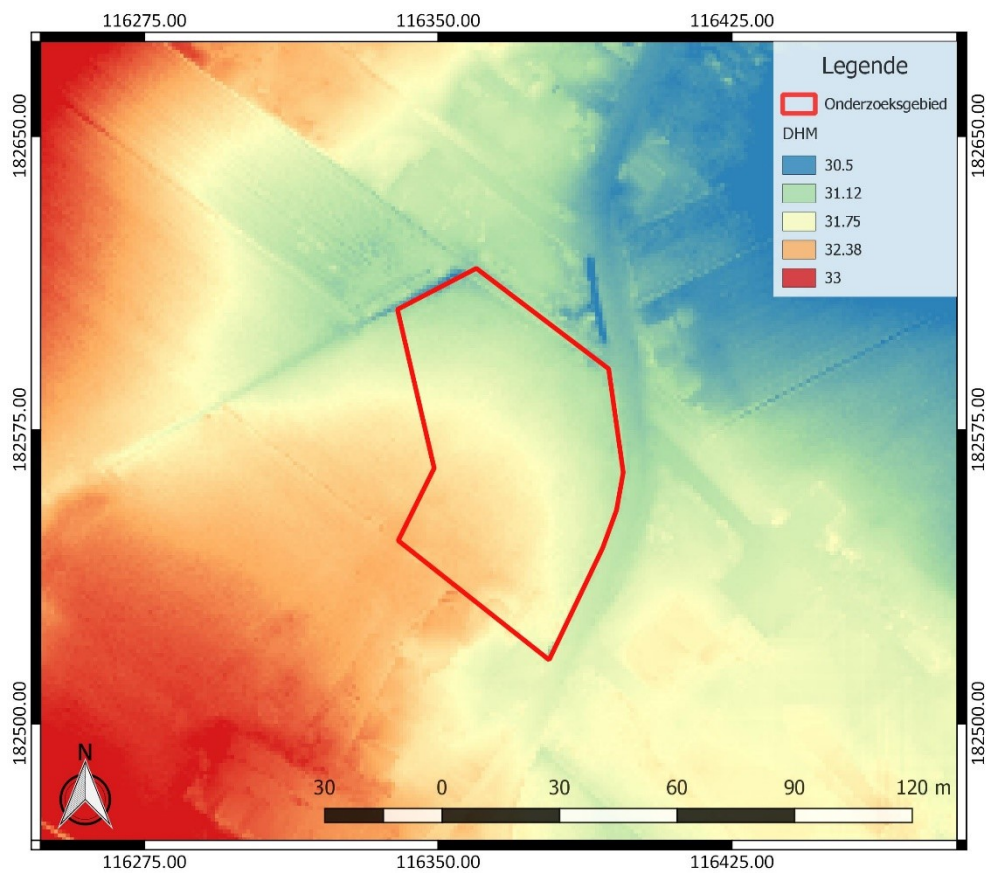 116275.00 116350.00 116425.00
Legende
Onderzoeksgebied
DHM
30.5
31.12
31.75
32.38
33
182650.00 182650.00
182575.00 182575.00
182500.00 182500.00
N
30 0 30 60 90 120 m
116275.00 116350.00 116425.00